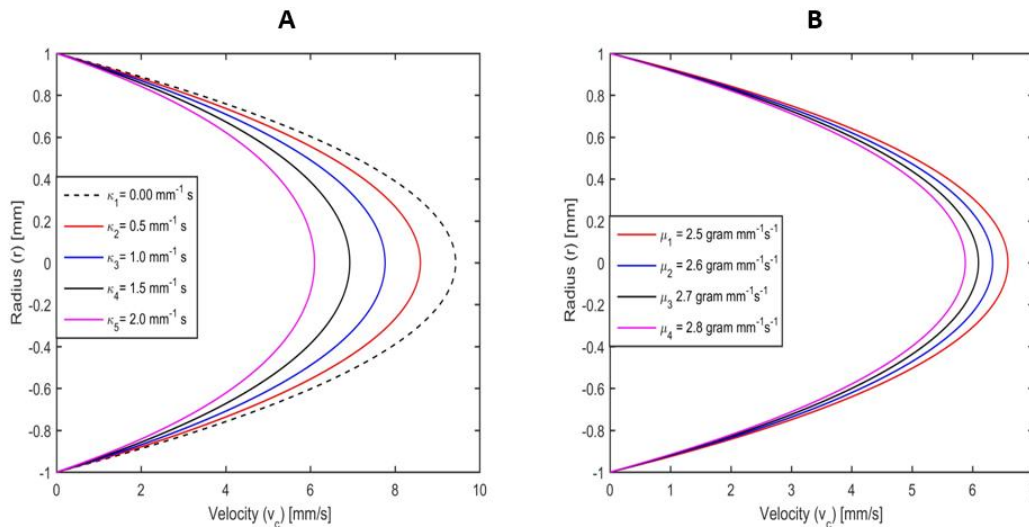 A
1
0.8
0.6
0.4
0.2
0
-0.2
-0.4
-0.6
-0.8
-1
Radius (r) [mm]
κ1= 0.00 mm-1 s
κ2= 0.5 mm-1 s
κ3= 1.0 mm-1 s
κ4= 1.5 mm-1 s
κ5= 2.0 mm-1 s
0 2 4 6 8 10
Velocity (vc) [mm/s]
B
1
0.8
0.6
0.4
0.2
0
-0.2
-0.4
-0.6
-0.8
-1
Radius (r) [mm]
μ1 = 2.5 gram mm-1s-1
μ2 = 2.6 gram mm-1s-1
μ3 2.7 gram mm-1s-1
μ4 = 2.8 gram mm-1s-1
0 1 2 3 4 5 6 7
Velocity (vc) [mm/s]